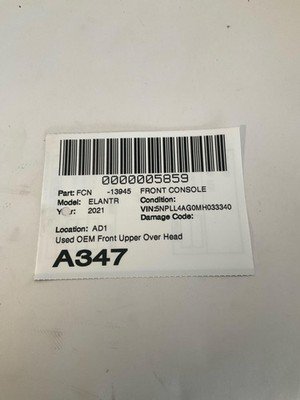 0000005859
Part: FCN -13945 FRONT CONSOLE
Model: ELANTR Condition:
2021 VIN:5NPLL4AG0MH033340
Damage Code:
Location: AD1
Used OEM Front Upper Over Head
A347